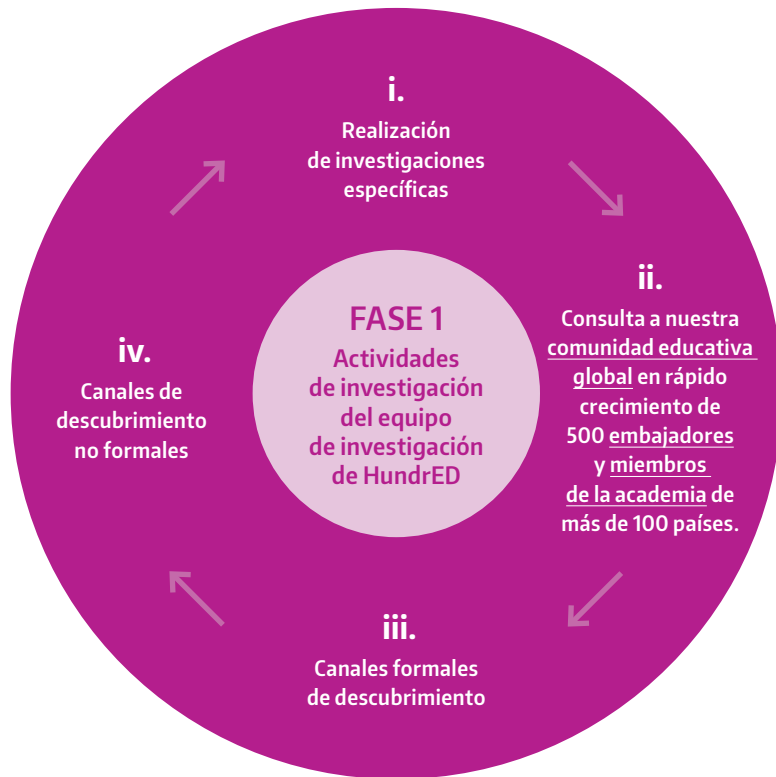 i.
Realización
de investigaciones
específicas
ii.
Consulta a nuestra
comunidad educativa
global en rápido
crecimiento de
500 embajadores
y miembros
de la academia de
más de 100 países.
iii.
Canales formales
de descubrimiento
iv.
Canales de
descubrimiento
no formales
FASE 1
Actividades
de investigación
del equipo
de investigación
de HundrED